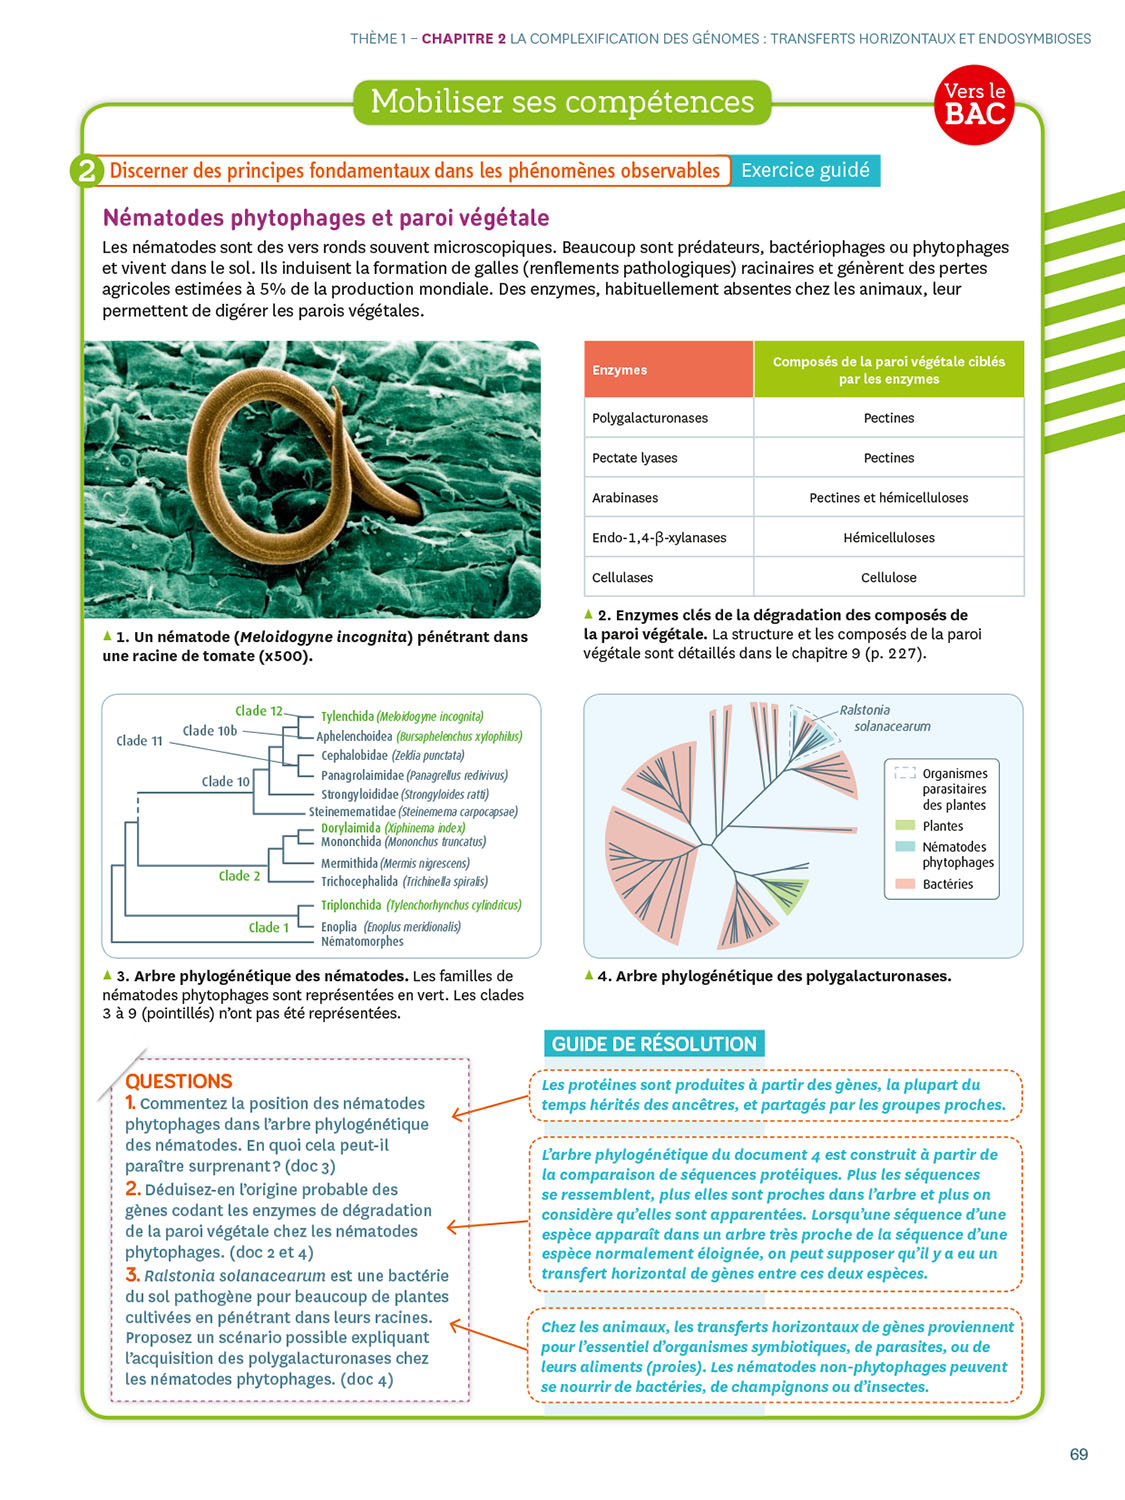 THÈME 1 – CHAPITRE 2 LA COMPLEXIFICATION DES GÉNOMES : TRANSFERTS HORIZONTAUX ET ENDOSYMBIOSES
Mobiliser ses compétences
Vers le
BAC
2 Discerner des principes fondamentaux dans les phénomènes observables Exercice guidé
Nématodes phytophages et paroi végétale
Les nématodes sont des vers ronds souvent microscopiques. Beaucoup sont prédateurs, bactériophages ou phytophages
et vivent dans le sol. Ils induisent la formation de galles (renflements pathologiques) racinaires et génèrent des pertes
agricoles estimées à 5% de la production mondiale. Des enzymes, habituellement absentes chez les animaux, leur
permettent de digérer les parois végétales.
▲ 1. Un nématode (Meloidogyne incognita) pénétrant dans
une racine de tomate (x500).
Enzymes
Composés de la paroi végétale ciblés
par les enzymes
Polygalacturonases Pectines
Pectate lyases Pectines
Arabinases Pectines et hémicelluloses
Endo-1,4-β-xylanases Hémicelluloses
Cellulases Cellulose
▲ 2. Enzymes clés de la dégradation des composés de
la paroi végétale. La structure et les composés de la paroi
végétale sont détaillés dans le chapitre 9 (p. 227).
Clade 12
Clade 10b
Clade 11
Clade 10
Clade 2
Clade 1
Tylenchida (Meloidogyne incognita)
Aphelenchoidea (Bursaphelenchus xylophilus)
Cephalobidae (Zeldia punctata)
Panagrolaimidae (Panagrellus redivivus)
Strongyloididae (Strongyloides ratti)
Steinernematidae (Steinernema carpocapsae)
Dorylaimida (Xiphinema index)
Mononchida (Mononchus truncatus)
Mermithida (Mermis nigrescens)
Trichocephalida (Trichinella spiralis)
Triplonchida (Tylenchorhynchus cylindricus)
Enoplia (Enoplus meridionalis)
Nématomorphes
▲ 3. Arbre phylogénétique des nématodes. Les familles de
nématodes phytophages sont représentées en vert. Les clades
3 à 9 (pointillés) n'ont pas été représentées.
Ralstonia
solanacearum
Organismes
parasitaires
des plantes
Plantes
Nématodes
phytophages
Bactéries
▲ 4. Arbre phylogénétique des polygalacturonases.
QUESTIONS
1. Commentez la position des nématodes
phytophages dans l'arbre phylogénétique
des nématodes. En quoi cela peut-il
paraître surprenant ? (doc 3)
2. Déduisez-en l'origine probable des
gènes codant les enzymes de dégradation
de la paroi végétale chez les nématodes
phytophages. (doc 2 et 4)
3. Ralstonia solanacearum est une bactérie
du sol pathogène pour beaucoup de plantes
cultivées en pénétrant dans leurs racines.
Proposez un scénario possible expliquant
l'acquisition des polygalacturonases chez
les nématodes phytophages. (doc 4)
GUIDE DE RÉSOLUTION
Les protéines sont produites à partir des gènes, la plupart du
temps hérités des ancêtres, et partagés par les groupes proches.
L'arbre phylogénétique du document 4 est construit à partir de
la comparaison de séquences protéiques. Plus les séquences
se ressemblent, plus elles sont proches dans l'arbre et plus on
considère qu'elles sont apparentées. Lorsqu'une séquence d'une
espèce apparaît dans un arbre très proche de la séquence d'une
espèce normalement éloignée, on peut supposer qu'il y a eu un
transfert horizontal de gènes entre ces deux espèces.
Chez les animaux, les transferts horizontaux de gènes proviennent
pour l'essentiel d'organismes symbiotiques, de parasites, ou de
leurs aliments (proies). Les nématodes non-phytophages peuvent
se nourrir de bactéries, de champignons ou d'insectes.
69